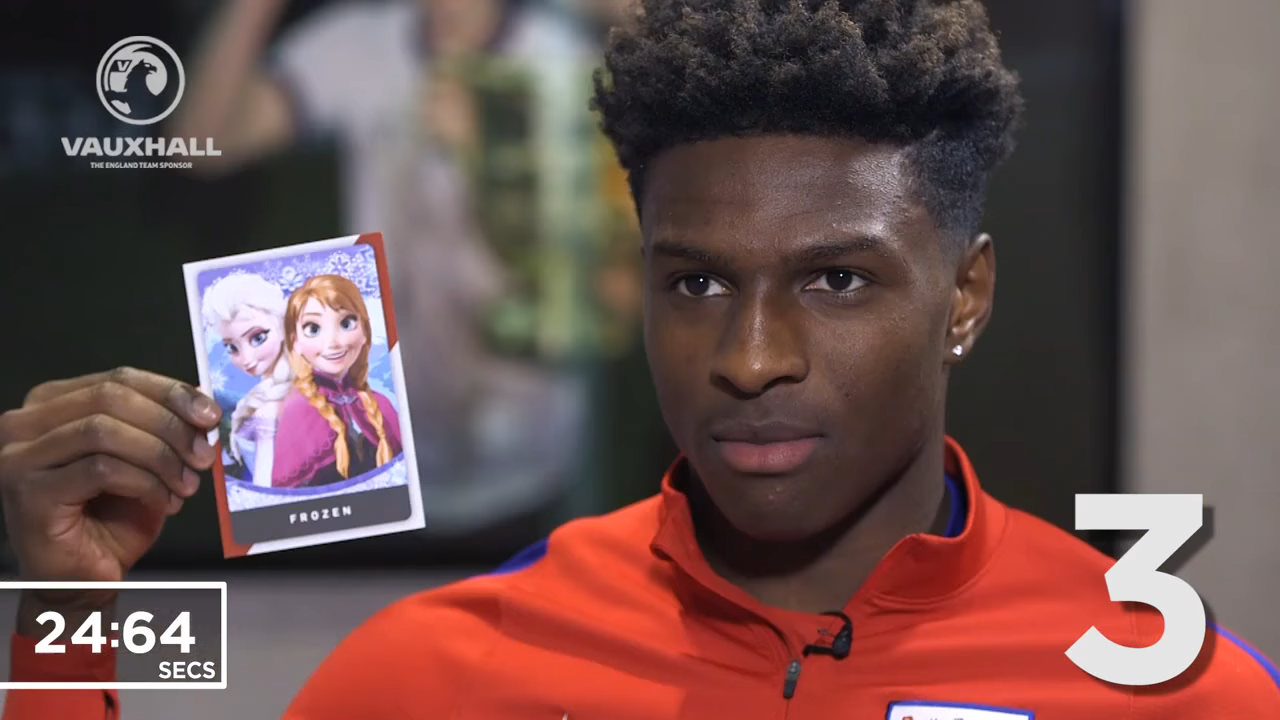 VAUXHALL
THE ENGLAND TEAM SPONSOR
FROZEN
24:64
SECS
3